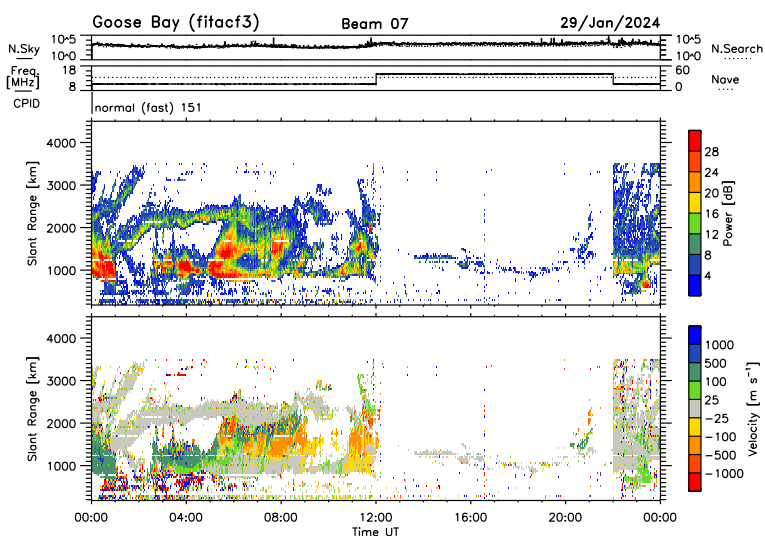 Goose Bay (fitacf3) Beam 07 29/Jan/2024
N.Sky 10^5 10^0 10^5 10^0 N.Search
Freq. [MHz] 18 8 60 0 Nave
CPID normal (fast) 151
Slant Range [km] 4000 3000 2000 1000
Power [dB] 28 24 20 16 12 8 4
Slant Range [km] 4000 3000 2000 1000
Velocity [m s^-1] 1000 500 100 25 -25 -100 -500 -1000
00:00 04:00 08:00 12:00 16:00 20:00 00:00
Time UT